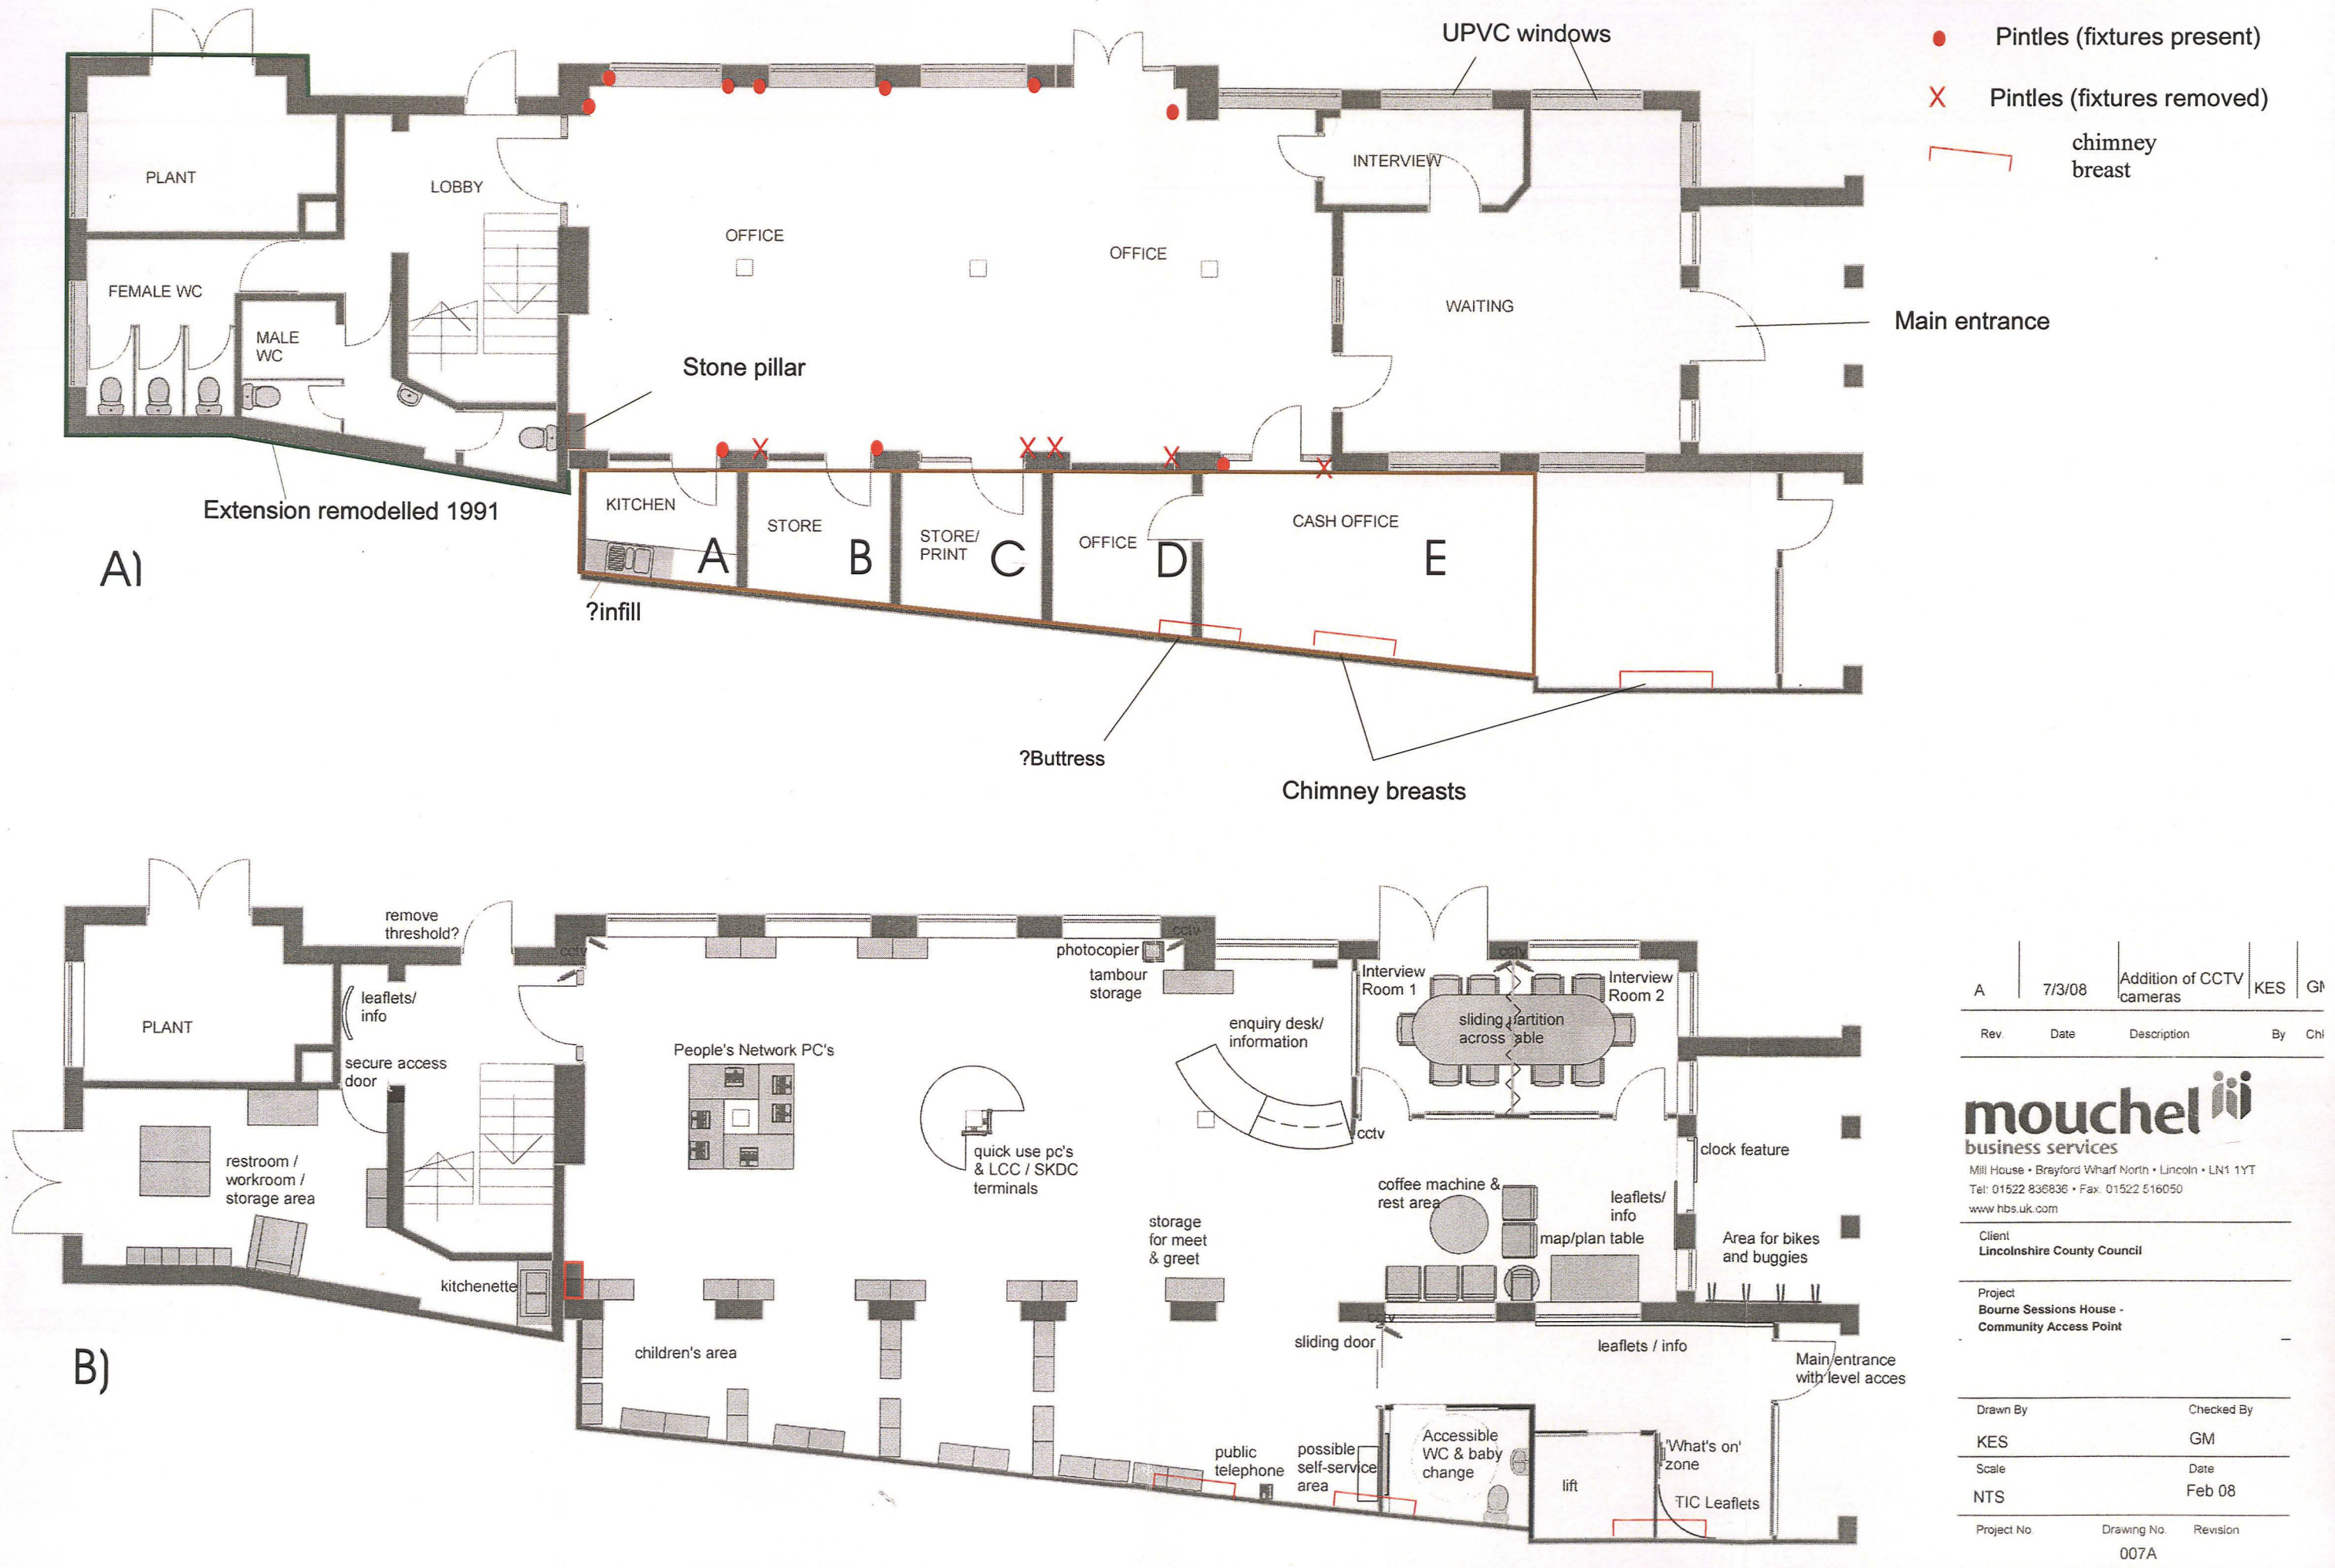 UPVC windows
Pintles (fixtures present)
X
Pintles (fixtures removed)
chimney
breast
PLANT
LOBBY
INTERVIEW
OFFICE
OFFICE
FEMALE WC
WAITING
Main entrance
MALE
WC
Stone pillar
X
X
X
X
X
Extension remodelled 1991
KITCHEN
STORE
STORE/
PRINT
OFFICE
CASH OFFICE
A
B
C
D
E
A)
?infill
?Buttress
Chimney breasts
remove
threshold?
cctv
cctv
cctv
photocopier
tambour
storage
Interview
Room 1
Interview
Room 2
leaflets/
info
PLANT
sliding partition
across table
enquiry desk/
information
secure access
door
People's Network PC's
cctv
clock feature
quick use pc's
& LCC / SKDC
terminals
restroom /
workroom /
storage area
coffee machine &
rest area
leaflets/
info
storage
for meet
& greet
map/plan table
Area for bikes
and buggies
kitchenette
cctv
sliding door
leaflets / info
children's area
Main entrance
with level acces
B)
public
telephone
possible
self-service
area
Accessible
WC & baby
change
'What's on'
zone
lift
TIC Leaflets
A 7/3/08 Addition of CCTV cameras KES
Rev. Date Description By
mouchel
business services
Mill House • Brayford Wharf North • Lincoln • LN1 1YT
Tel: 01522 836836 • Fax: 01522 516050
www.hbs.uk.com
Client
Lincolnshire County Council
Project
Bourne Sessions House -
Community Access Point
Drawn By Checked By
KES GM
Scale Date
NTS Feb 08
Project No. Drawing No. Revision
007A